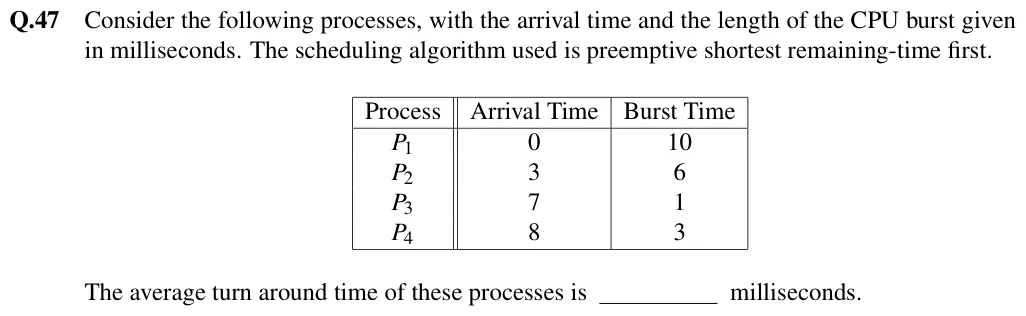 Q.47 Consider the following processes, with the arrival time and the length of the CPU burst given
in milliseconds. The scheduling algorithm used is preemptive shortest remaining-time first.
Process Arrival Time Burst Time
P1 0 10
P2 3 6
P3 7 1
P4 8 3
The average turn around time of these processes is __________ milliseconds.